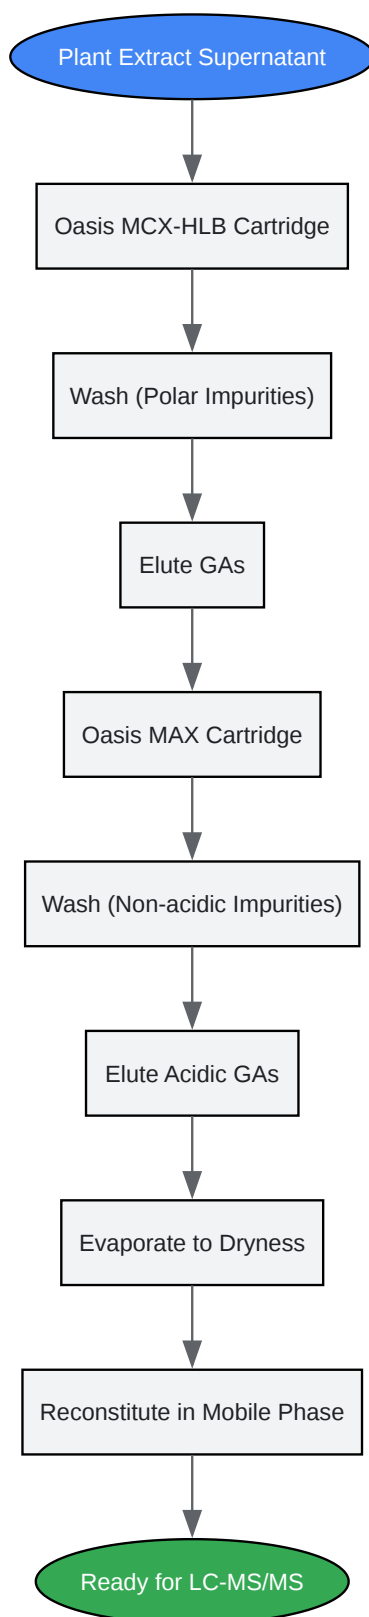 Plant Extract Supernatant
Oasis MCX-HLB Cartridge
Wash (Polar Impurities)
Elute GAs
Oasis MAX Cartridge
Wash (Non-acidic Impurities)
Elute Acidic GAs
Evaporate to Dryness
Reconstitute in Mobile Phase
Ready for LC-MS/MS